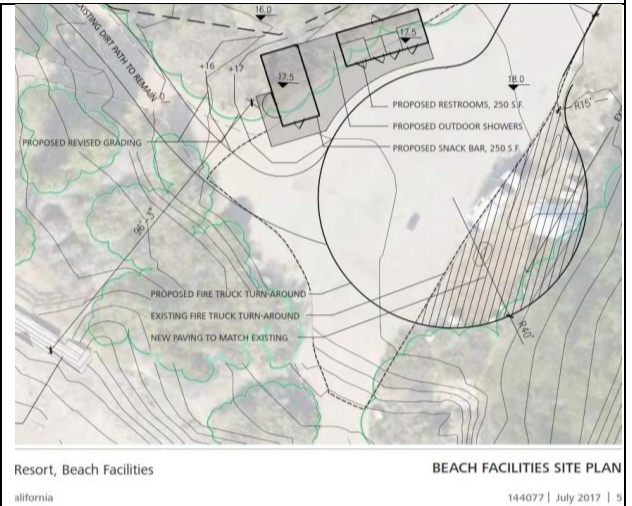 EXISTING DIRT PATH TO REMAIN
16.0
17.5
+16
+17
17.5
18.0
PROPOSED RESTROOMS, 250 S.F.
R15'
PROPOSED OUTDOOR SHOWERS
PROPOSED REVISED GRADING
PROPOSED SNACK BAR, 250 S.F.
96'-3"
PROPOSED FIRE TRUCK TURN-AROUND
EXISTING FIRE TRUCK TURN-AROUND
NEW PAVING TO MATCH EXISTING
R40'
Resort, Beach Facilities
BEACH FACILITIES SITE PLAN
alifornia
144077 | July 2017 | 5